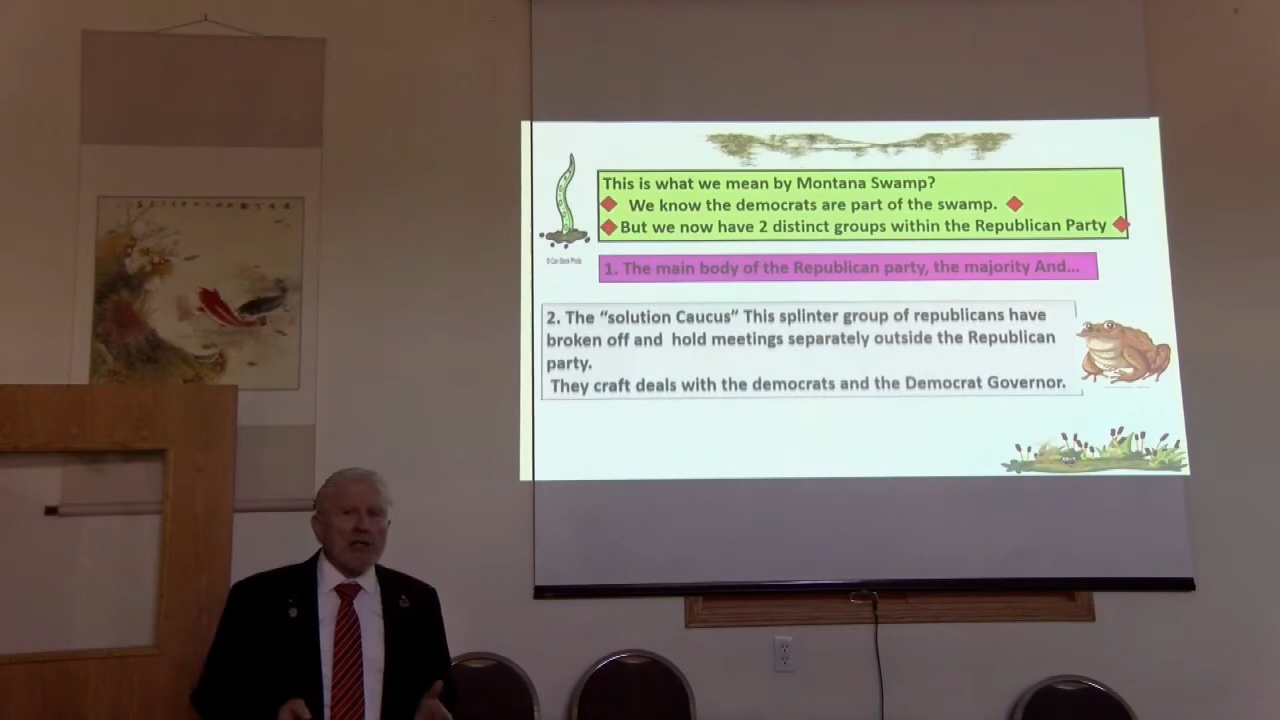 This is what we mean by Montana Swamp?
We know the democrats are part of the swamp.
But we now have 2 distinct groups within the Republican Party
© Can Stock Photo
1. The main body of the Republican party, the majority And...
2. The “solution Caucus” This splinter group of republicans have
broken off and hold meetings separately outside the Republican
party.
They craft deals with the democrats and the Democrat Governor.